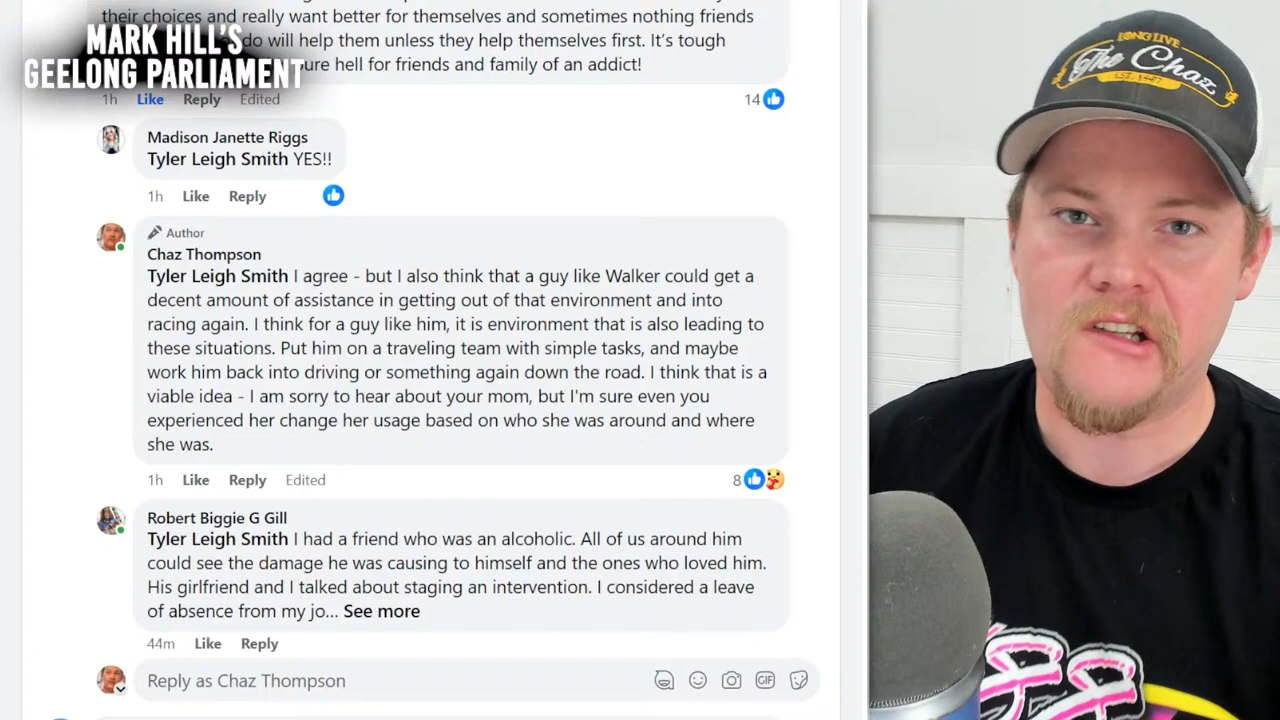 their choices and really want better for themselves and sometimes nothing friends
do will help them unless they help themselves first. It's tough
ure hell for friends and family of an addict!
MARK HILL'S
GEELONG PARLIAMENT
1h Like Reply Edited 14
Madison Janette Riggs
Tyler Leigh Smith YES!!
1h Like Reply
Author
Chaz Thompson
Tyler Leigh Smith I agree - but I also think that a guy like Walker could get a
decent amount of assistance in getting out of that environment and into
racing again. I think for a guy like him, it is environment that is also leading to
these situations. Put him on a traveling team with simple tasks, and maybe
work him back into driving or something again down the road. I think that is a
viable idea - I am sorry to hear about your mom, but I'm sure even you
experienced her change her usage based on who she was around and where
she was.
1h Like Reply Edited 8
Robert Biggie G Gill
Tyler Leigh Smith I had a friend who was an alcoholic. All of us around him
could see the damage he was causing to himself and the ones who loved him.
His girlfriend and I talked about staging an intervention. I considered a leave
of absence from my jo... See more
44m Like Reply
Reply as Chaz Thompson
GIF
LONG LIVE
The Chaz